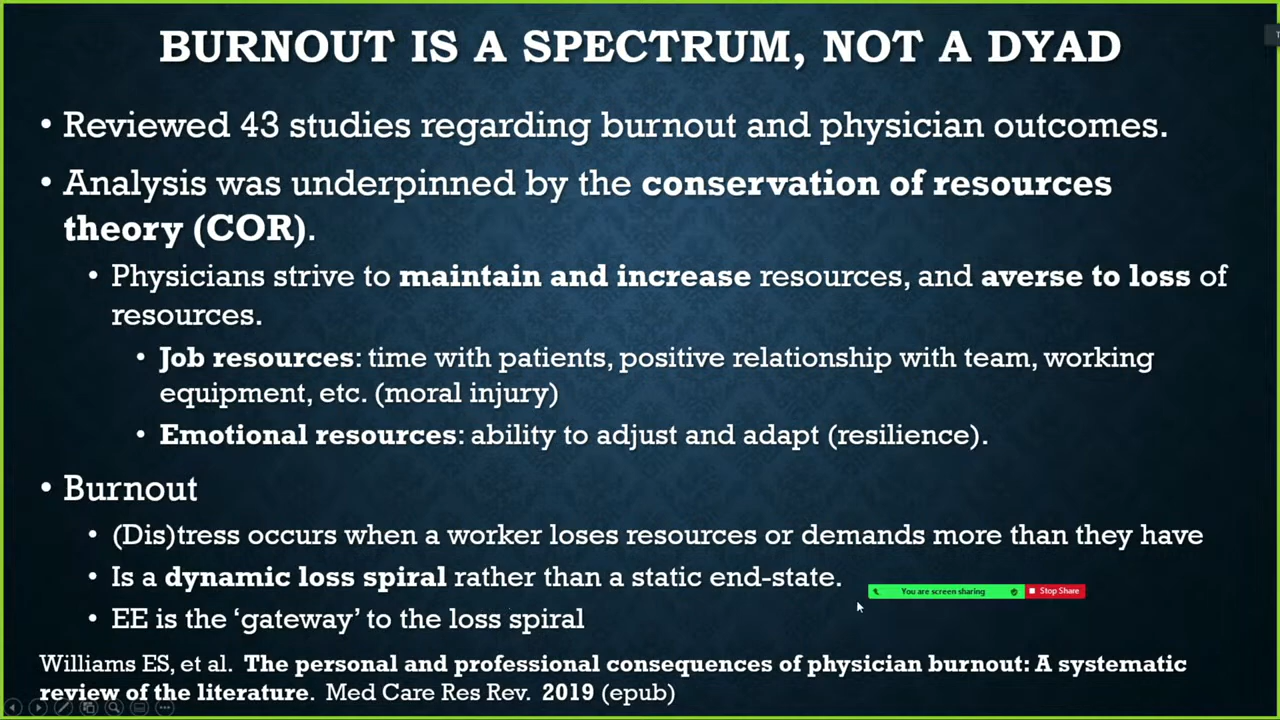 BURNOUT IS A SPECTRUM, NOT A DYAD
• Reviewed 43 studies regarding burnout and physician outcomes.
• Analysis was underpinned by the conservation of resources
theory (COR).
• Physicians strive to maintain and increase resources, and averse to loss of
resources.
• Job resources: time with patients, positive relationship with team, working
equipment, etc. (moral injury)
• Emotional resources: ability to adjust and adapt (resilience).
• Burnout
• (Dis)tress occurs when a worker loses resources or demands more than they have
• Is a dynamic loss spiral rather than a static end-state.
You are screen sharing Stop Share
• EE is the ‘gateway’ to the loss spiral
Williams ES, et al. The personal and professional consequences of physician burnout: A systematic
review of the literature. Med Care Res Rev. 2019 (epub)